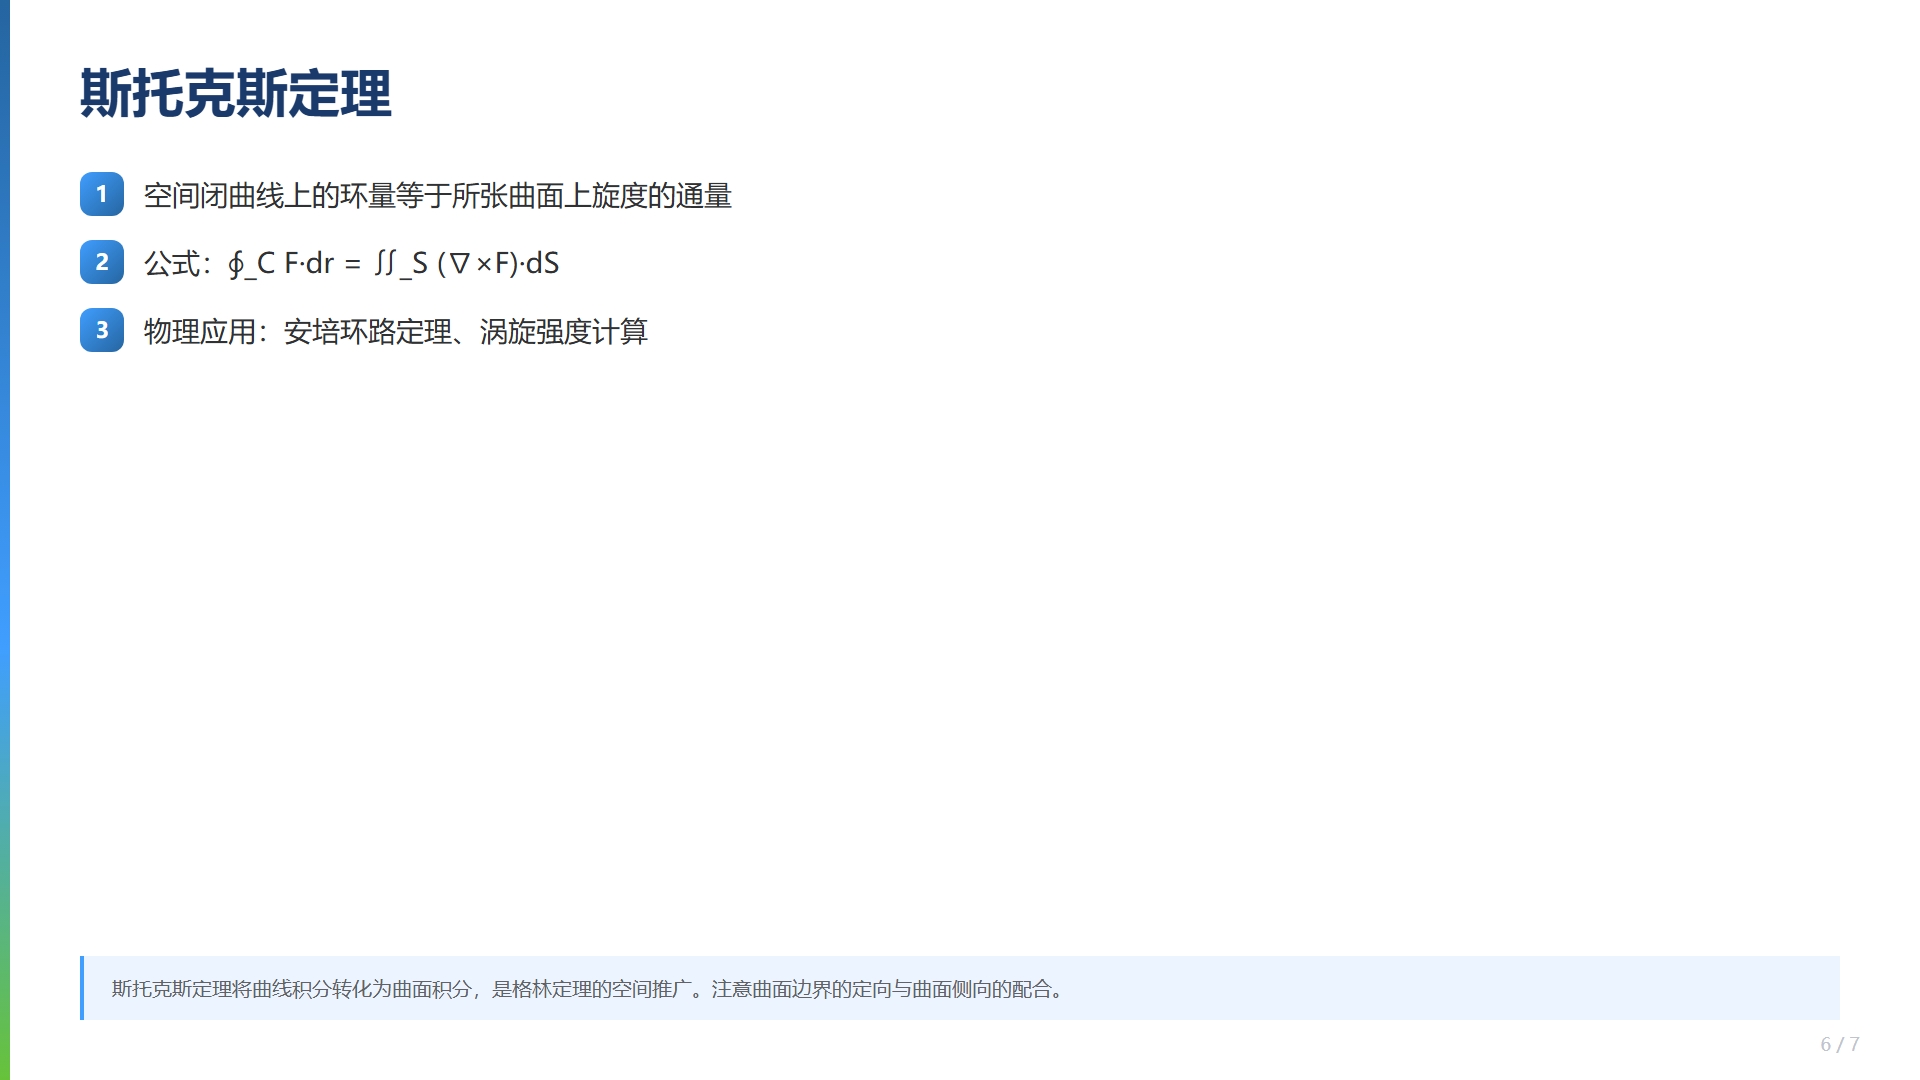 斯托克斯定理
1 空间闭曲线上的环量等于所张曲面上旋度的通量
2 公式：∮_C F·dr = ∬_S (∇×F)·dS
3 物理应用：安培环路定理、涡旋强度计算
斯托克斯定理将曲线积分转化为曲面积分，是格林定理的空间推广。注意曲面边界的定向与曲面侧向的配合。
6 / 7